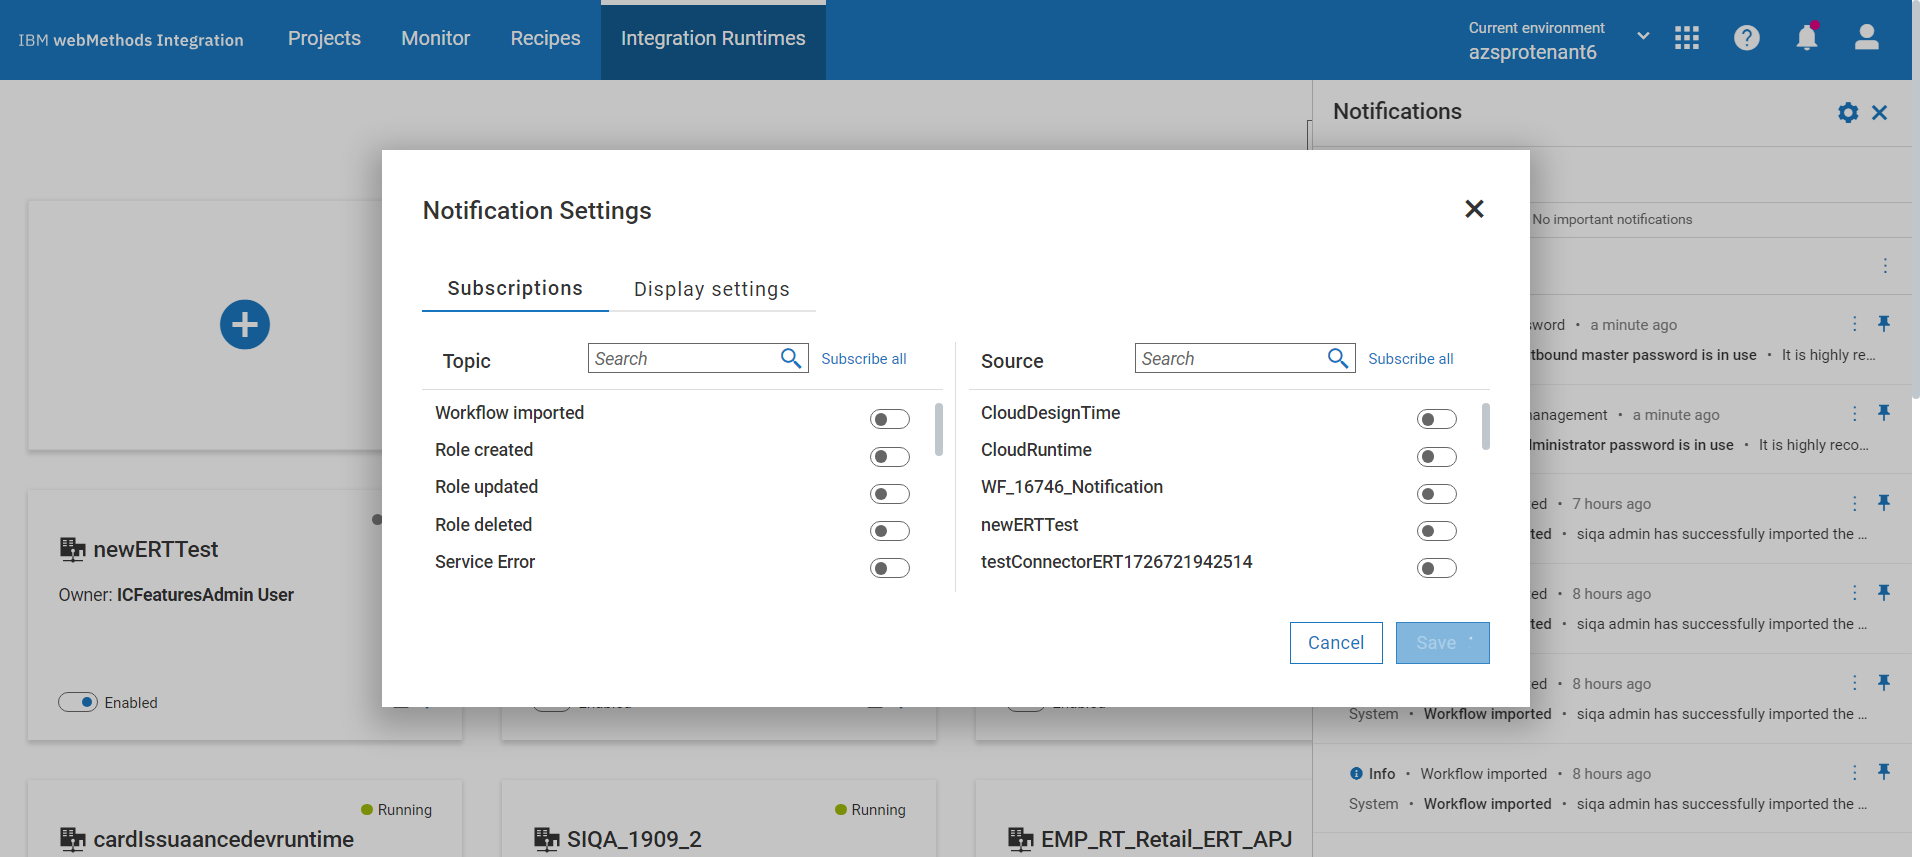 IBM webMethods Integration
Projects
Monitor
Recipes
Integration Runtimes
Current environment
azsprotenant6
Notifications
Notification Settings
No important notifications
Subscriptions
Display settings
Topic
Search
Subscribe all
Source
Search
Subscribe all
Workflow imported
Role created
Role updated
Role deleted
Service Error
CloudDesignTime
CloudRuntime
WF_16746_Notification
newERTTest
testConnectorERT1726721942514
Cancel
Save
a minute ago
tbound master password is in use • It is highly re...
anagement • a minute ago
ministrator password is in use • It is highly reco...
ed • 7 hours ago
ted • siqa admin has successfully imported the ...
ed • 8 hours ago
ted • siqa admin has successfully imported the ...
ed • 8 hours ago
System • Workflow imported • siqa admin has successfully imported the ...
Info • Workflow imported • 8 hours ago
System • Workflow imported • siqa admin has successfully imported the ...
newERTTest
Owner: ICFeaturesAdmin User
Enabled
Running
cardIssuaancedevruntime
Running
SIQA_1909_2
EMP_RT_Retail_ERT_APJ